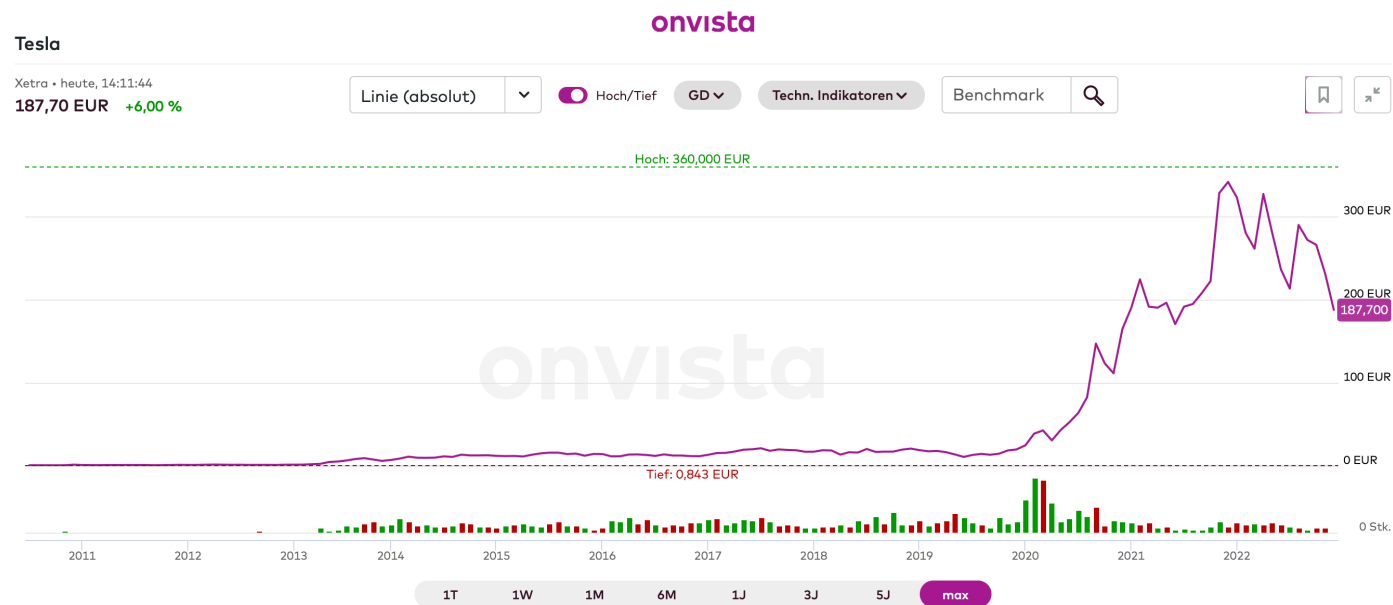 onvista
Tesla
Xetra • heute, 14:11:44
187,70 EUR +6,00 %
Linie (absolut)
Hoch/Tief
GD
Techn. Indikatoren
Benchmark
Hoch: 360,000 EUR
300 EUR
200 EUR
187,700
onvista
100 EUR
0 EUR
Tief: 0,843 EUR
0 Stk.
2011 2012 2013 2014 2015 2016 2017 2018 2019 2020 2021 2022
1T 1W 1M 6M 1J 3J 5J max